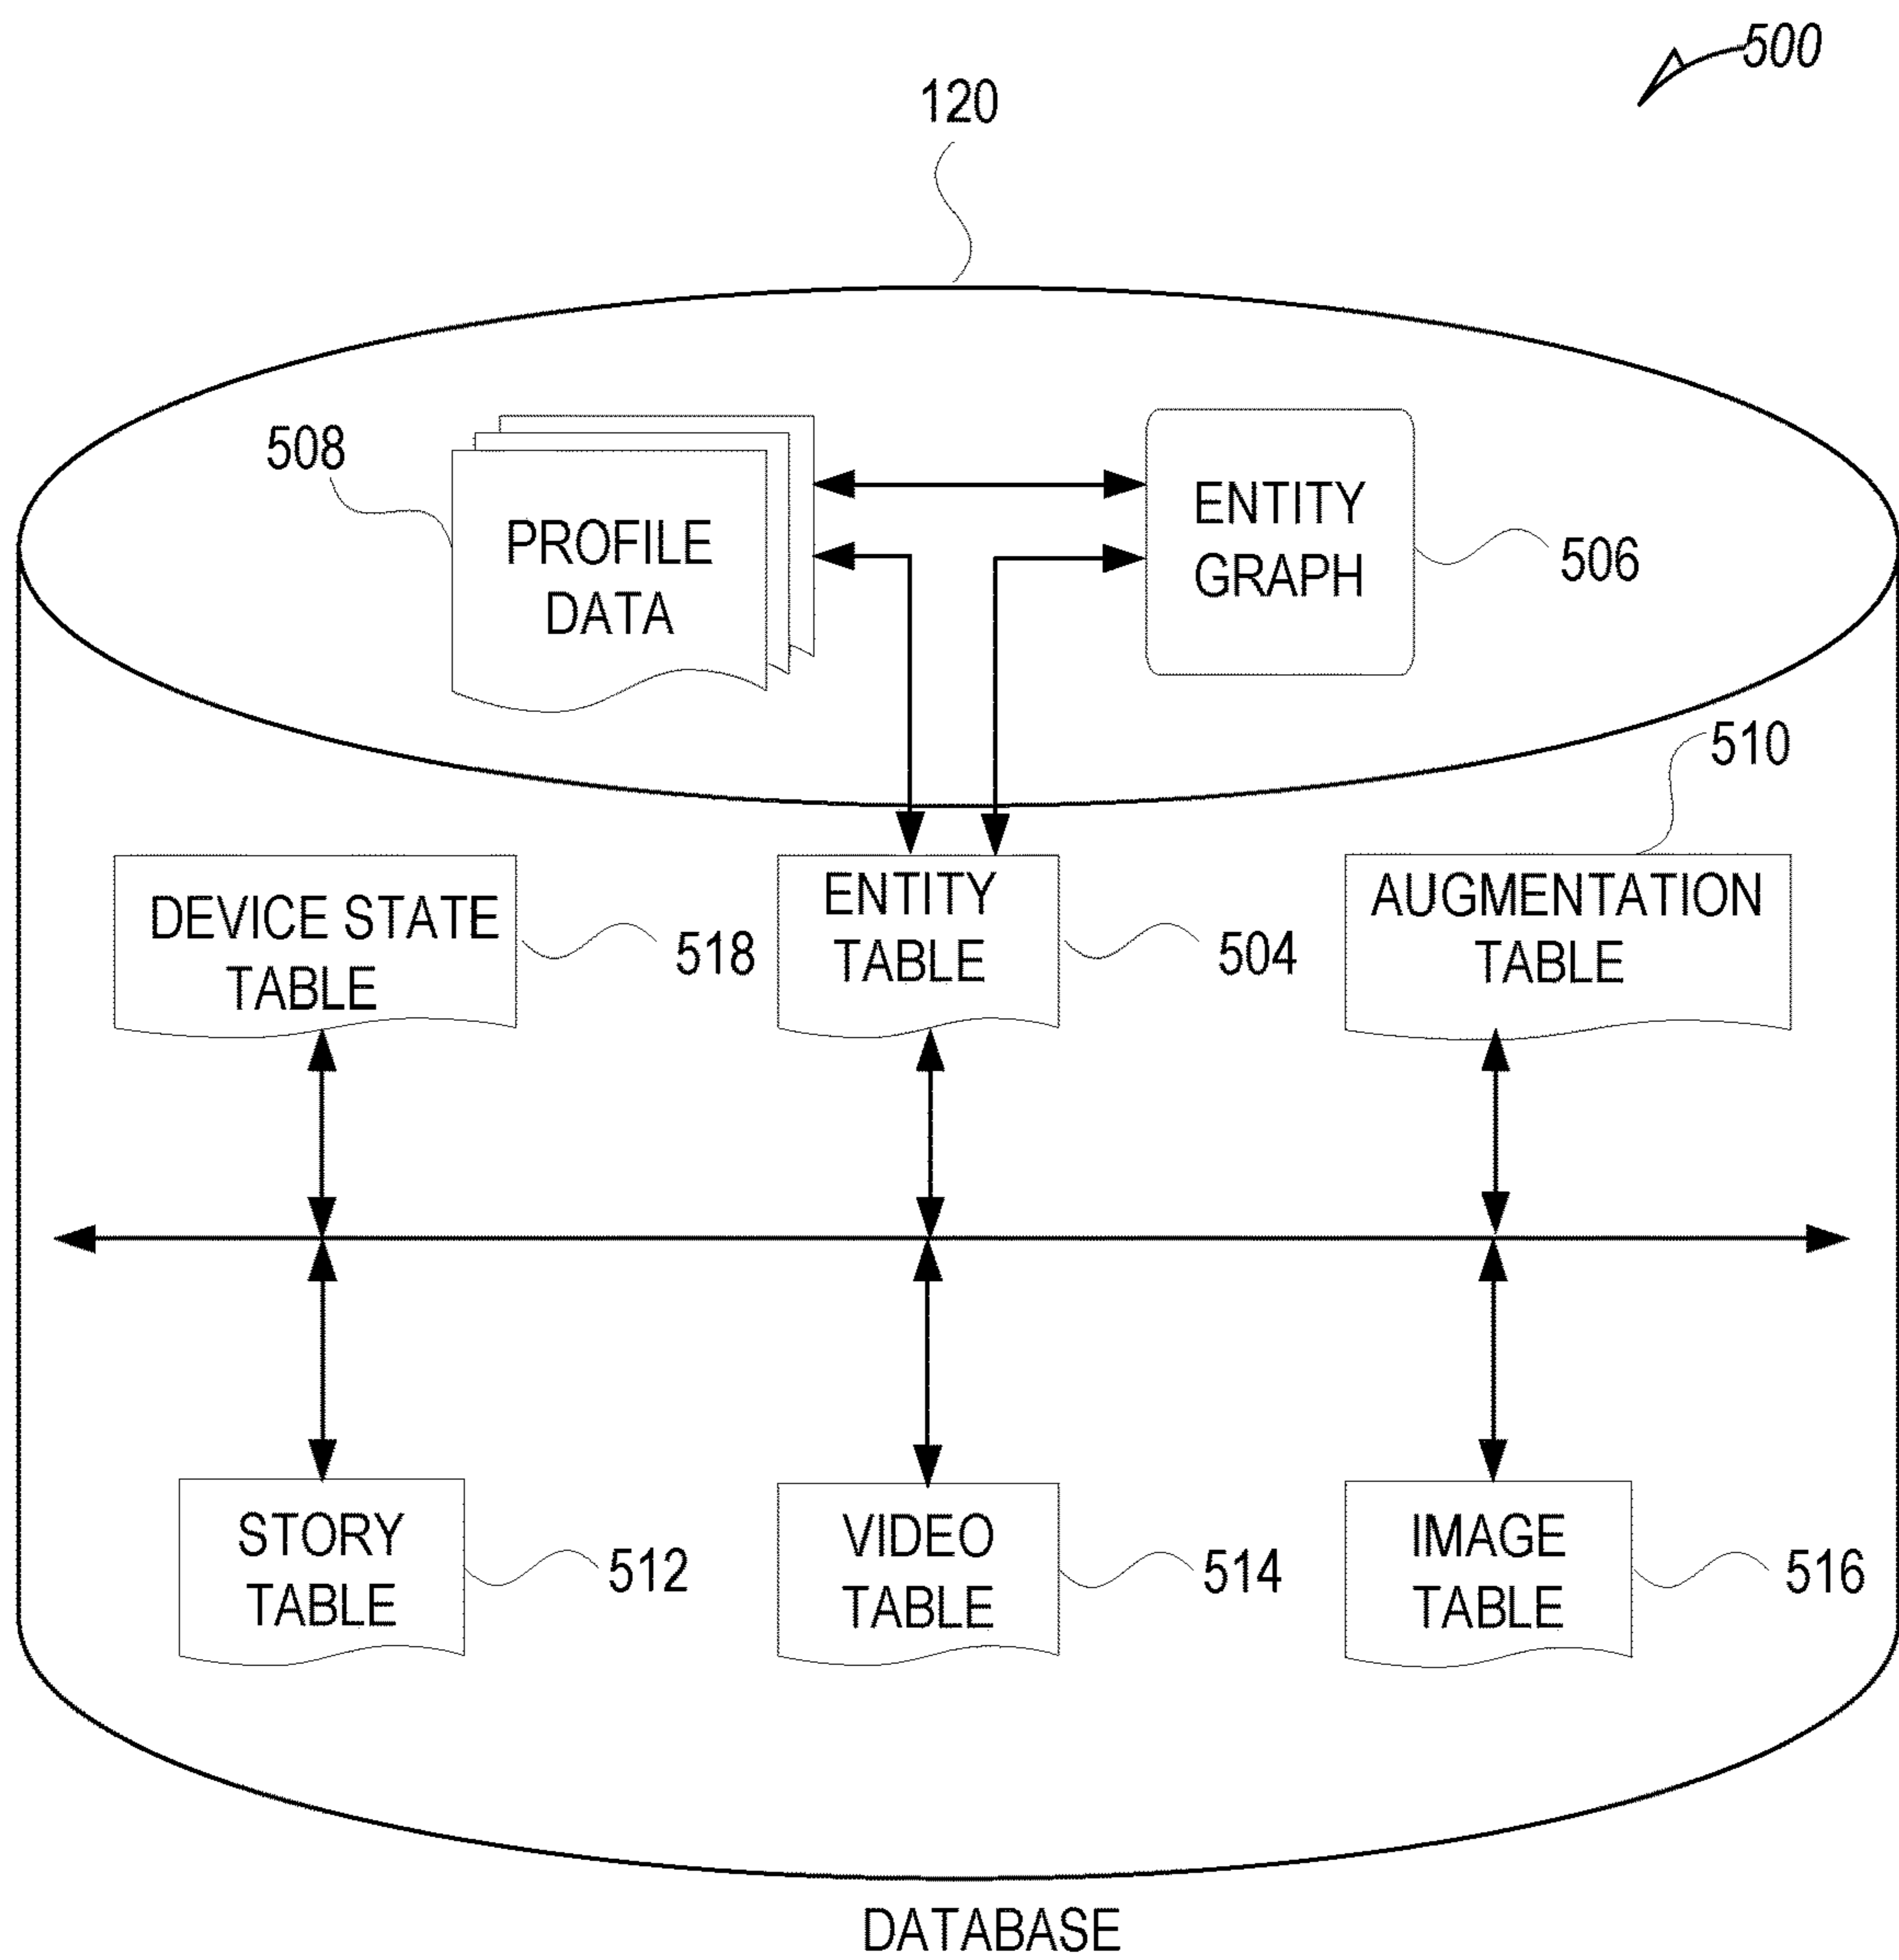 500
120
508
PROFILE
DATA
ENTITY
GRAPH
506
510
DEVICE STATE
TABLE
518
ENTITY
TABLE
504
AUGMENTATION
TABLE
STORY
TABLE
512
VIDEO
TABLE
514
IMAGE
TABLE
516
DATABASE